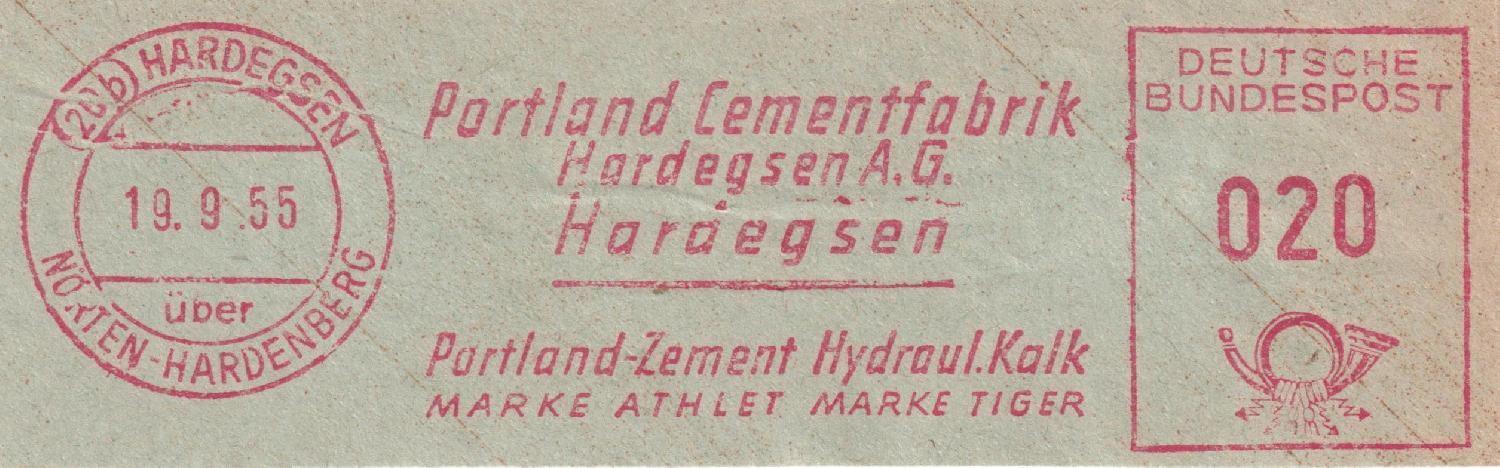 (20b) HARDEGSEN
19.9.55
über
NÖRTEN-HARDENBERG
Portland Cementfabrik
Hardegsen A.G.
Hardegsen
Portland-Zement Hydraul.Kalk
MARKE ATHLET MARKE TIGER
DEUTSCHE
BUNDESPOST
020